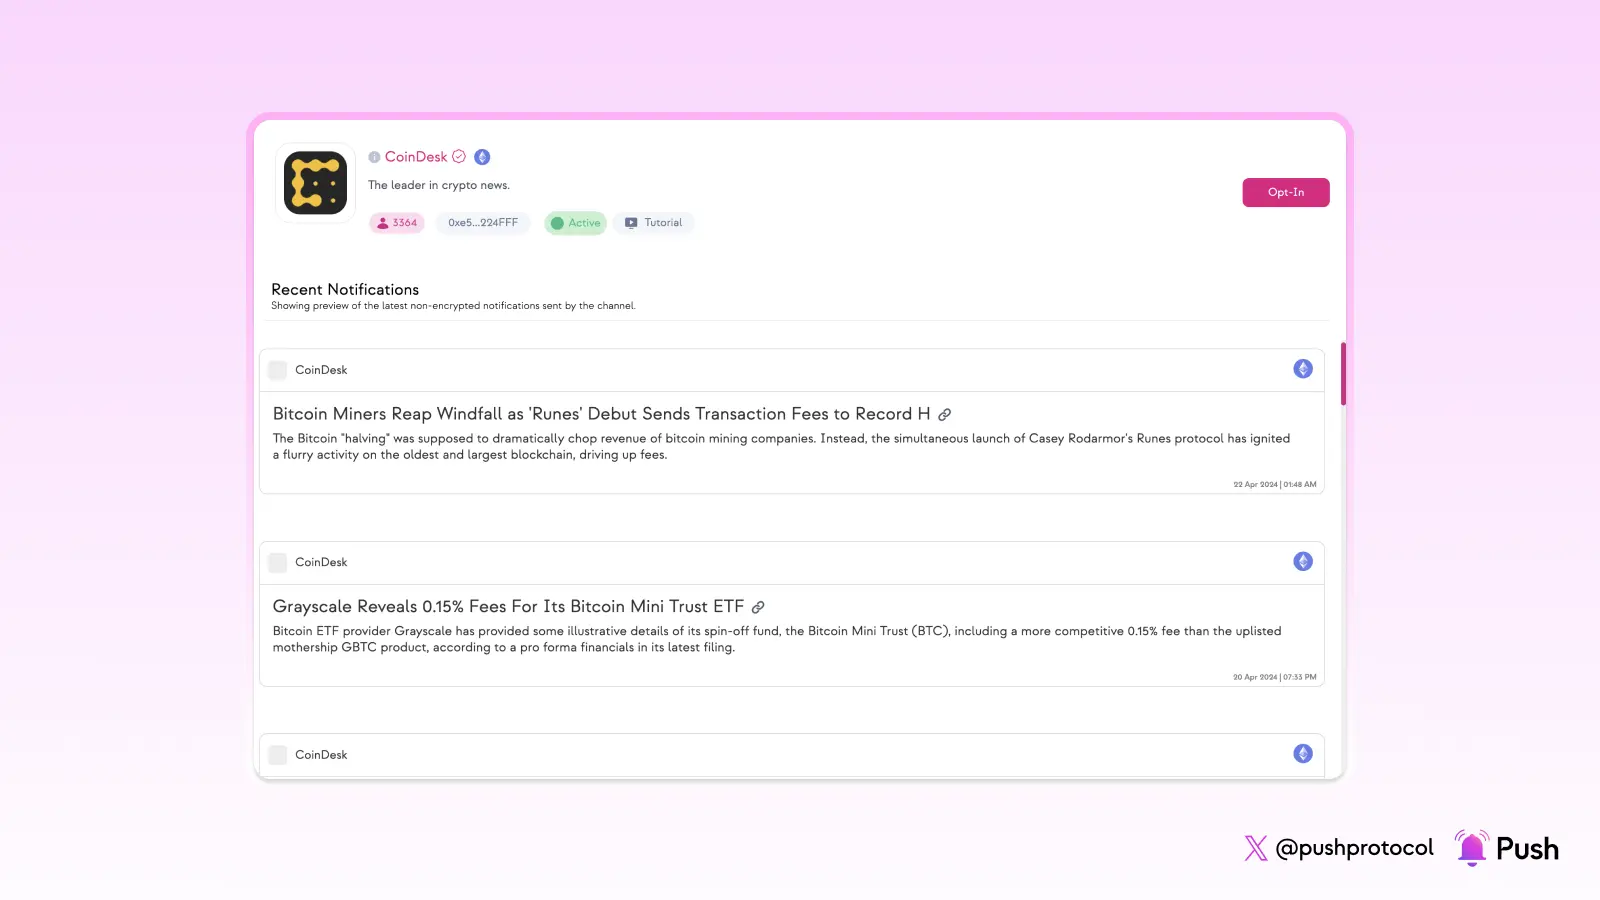 CoinDesk
The leader in crypto news.
3364
0xe5...224FFF
Active
Tutorial
Opt-In
Recent Notifications
Showing preview of the latest non-encrypted notifications sent by the channel.
CoinDesk
Bitcoin Miners Reap Windfall as 'Runes' Debut Sends Transaction Fees to Record H
The Bitcoin "halving" was supposed to dramatically chop revenue of bitcoin mining companies. Instead, the simultaneous launch of Casey Rodarmor's Runes protocol has ignited
a flurry activity on the oldest and largest blockchain, driving up fees.
22 Apr 2024 | 01:48 AM
CoinDesk
Grayscale Reveals 0.15% Fees For Its Bitcoin Mini Trust ETF
Bitcoin ETF provider Grayscale has provided some illustrative details of its spin-off fund, the Bitcoin Mini Trust (BTC), including a more competitive 0.15% fee than the uplisted
mothership GBTC product, according to a pro forma financials in its latest filing.
20 Apr 2024 | 07:33 PM
CoinDesk
@pushprotocol
Push